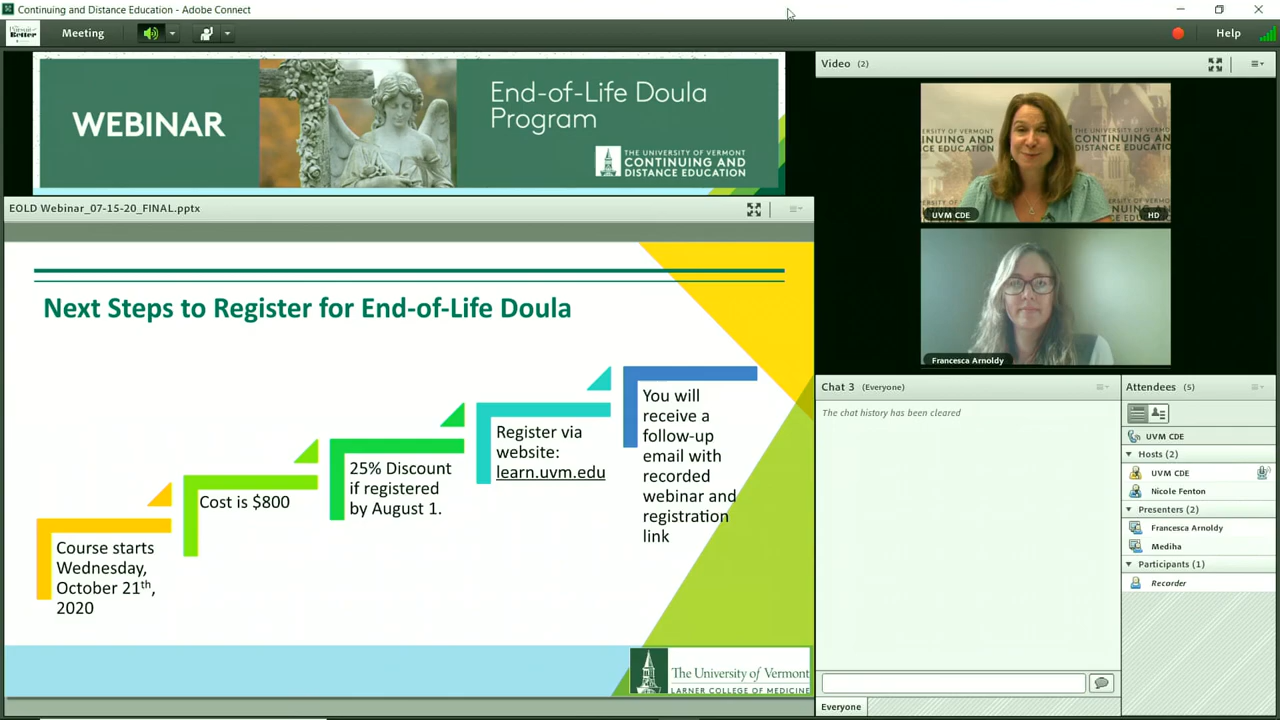 Continuing and Distance Education - Adobe Connect
Pursuit of
Better
Meeting
Help
WEBINAR
End-of-Life Doula
Program
THE UNIVERSITY OF VERMONT
CONTINUING AND
DISTANCE EDUCATION
Video (2)
UVM CDE
HD
Francesca Arnoldy
EOLD Webinar_07-15-20_FINAL.pptx
Next Steps to Register for End-of-Life Doula
Course starts
Wednesday,
October 21th,
2020
Cost is $800
25% Discount
if registered
by August 1.
Register via
website:
learn.uvm.edu
You will
receive a
follow-up
email with
recorded
webinar and
registration
link
The University of Vermont
LARNER COLLEGE OF MEDICINE
Chat 3 (Everyone)
The chat history has been cleared
Everyone
Attendees (5)
UVM CDE
Hosts (2)
UVM CDE
Nicole Fenton
Presenters (2)
Francesca Arnoldy
Mediha
Participants (1)
Recorder